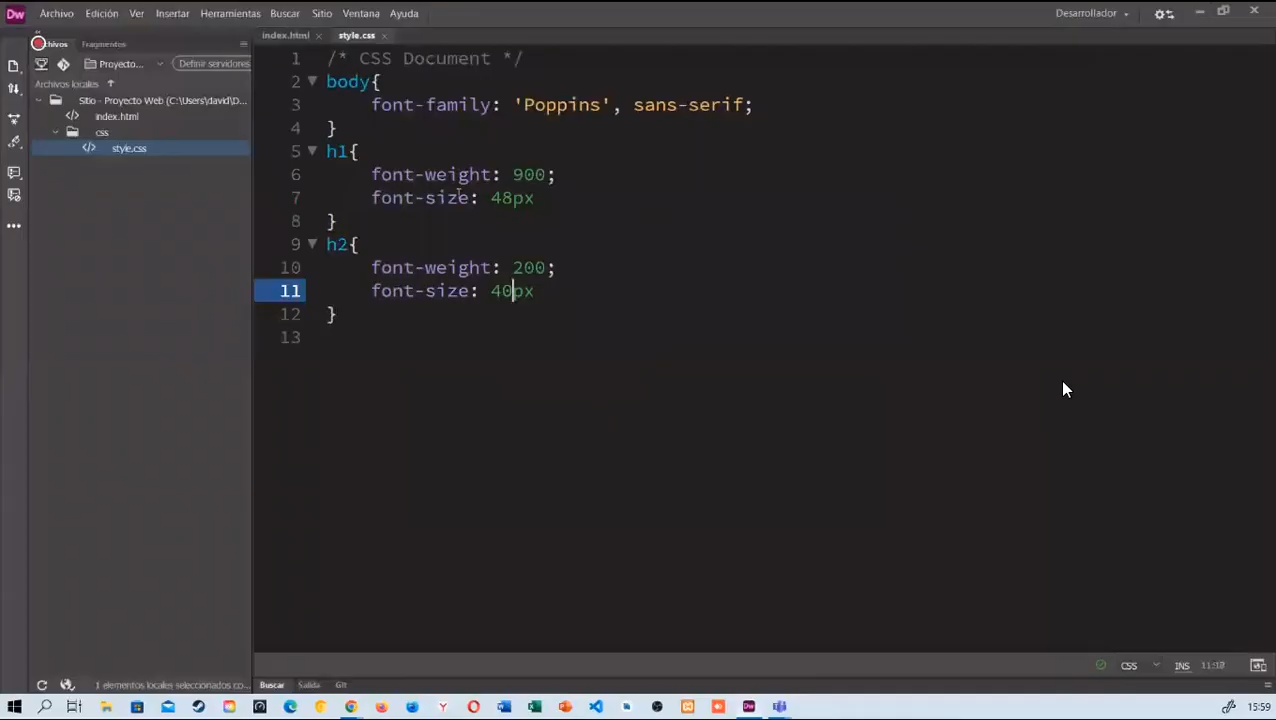 Dw Archivo Edición Ver Insertar Herramientas Buscar Sitio Ventana Ayuda Desarrollador
Fragmentos
index.html style.css
Proyecto... Definir servidores
Archivos locales
Sitio - Proyecto Web (C:\Users\david\D...
index.html
css
style.css
1 /* CSS Document */
2 body{
3 font-family: 'Poppins', sans-serif;
4 }
5 h1{
6 font-weight: 900;
7 font-size: 48px
8 }
9 h2{
10 font-weight: 200;
11 font-size: 40px
12 }
13
CSS INS
1 elementos locales seleccionados co...
Buscar Salida Git
15:59